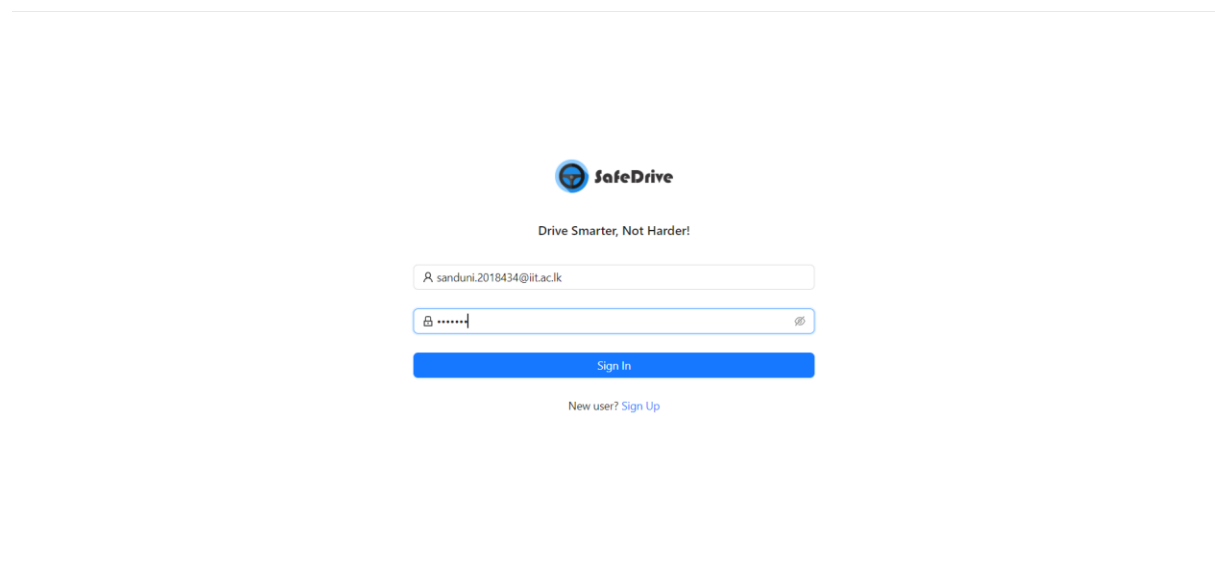 SafeDrive
Drive Smarter, Not Harder!
sanduni.2018434@iit.ac.lk
•••••••
Sign In
New user? Sign Up